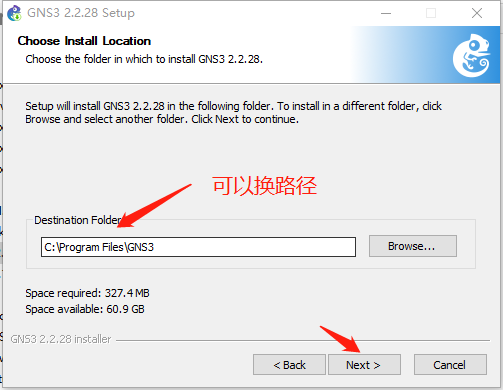 GNS3 2.2.28 Setup
Choose Install Location
Choose the folder in which to install GNS3 2.2.28.
Setup will install GNS3 2.2.28 in the following folder. To install in a different folder, click
Browse and select another folder. Click Next to continue.
可以换路径
Destination Folder
C:\Program Files\GNS3
Browse...
Space required: 327.4 MB
Space available: 60.9 GB
GNS3 2.2.28 installer
< Back
Next >
Cancel